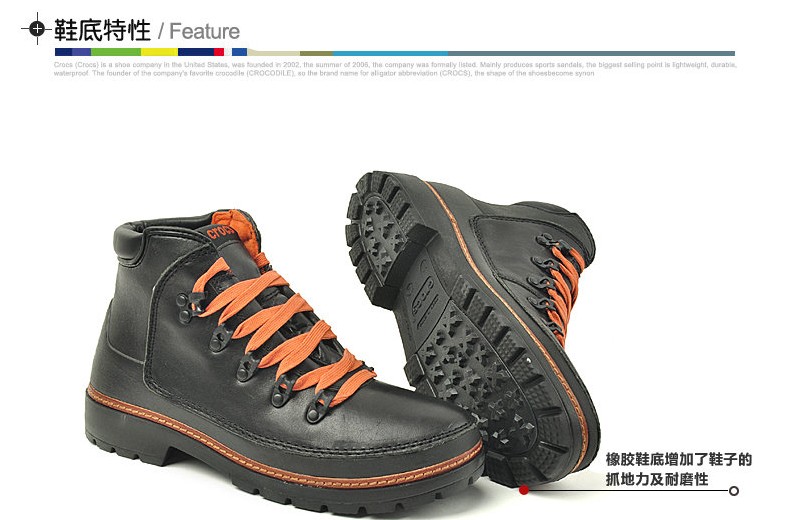 鞋底特性 / Feature
Crocs (Crocs) is a shoe company in the United States, was founded in 2002, the summer of 2006, the company was formally listed. Mainly produces sports sandals, the biggest selling point is lightweight, durable,
waterproof. The founder of the company's favorite crocodile (CROCODILE), so the brand name for alligator abbreviation (CROCS), the shape of the shoesbecome synon
CROCS
橡胶鞋底增加了鞋子的
抓地力及耐磨性